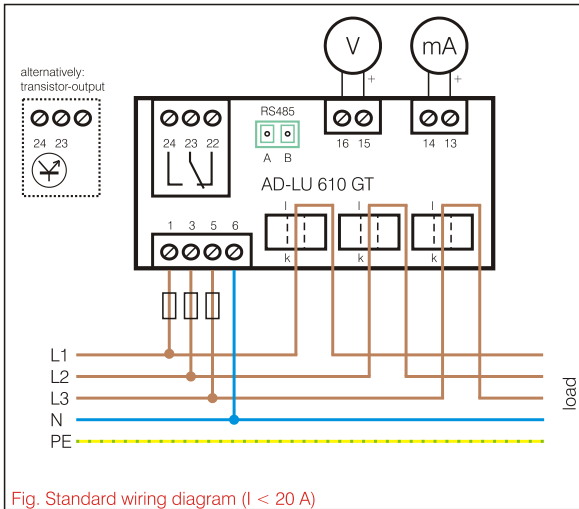 V
mA
alternatively:
transistor-output
+
+
RS485
24 23
24 23 22
A B
16 15
14 13
AD-LU 610 GT
l
l
l
1 3 5 6
k
k
k
L1
L2
L3
N
PE
load
Fig. Standard wiring diagram (I < 20 A)